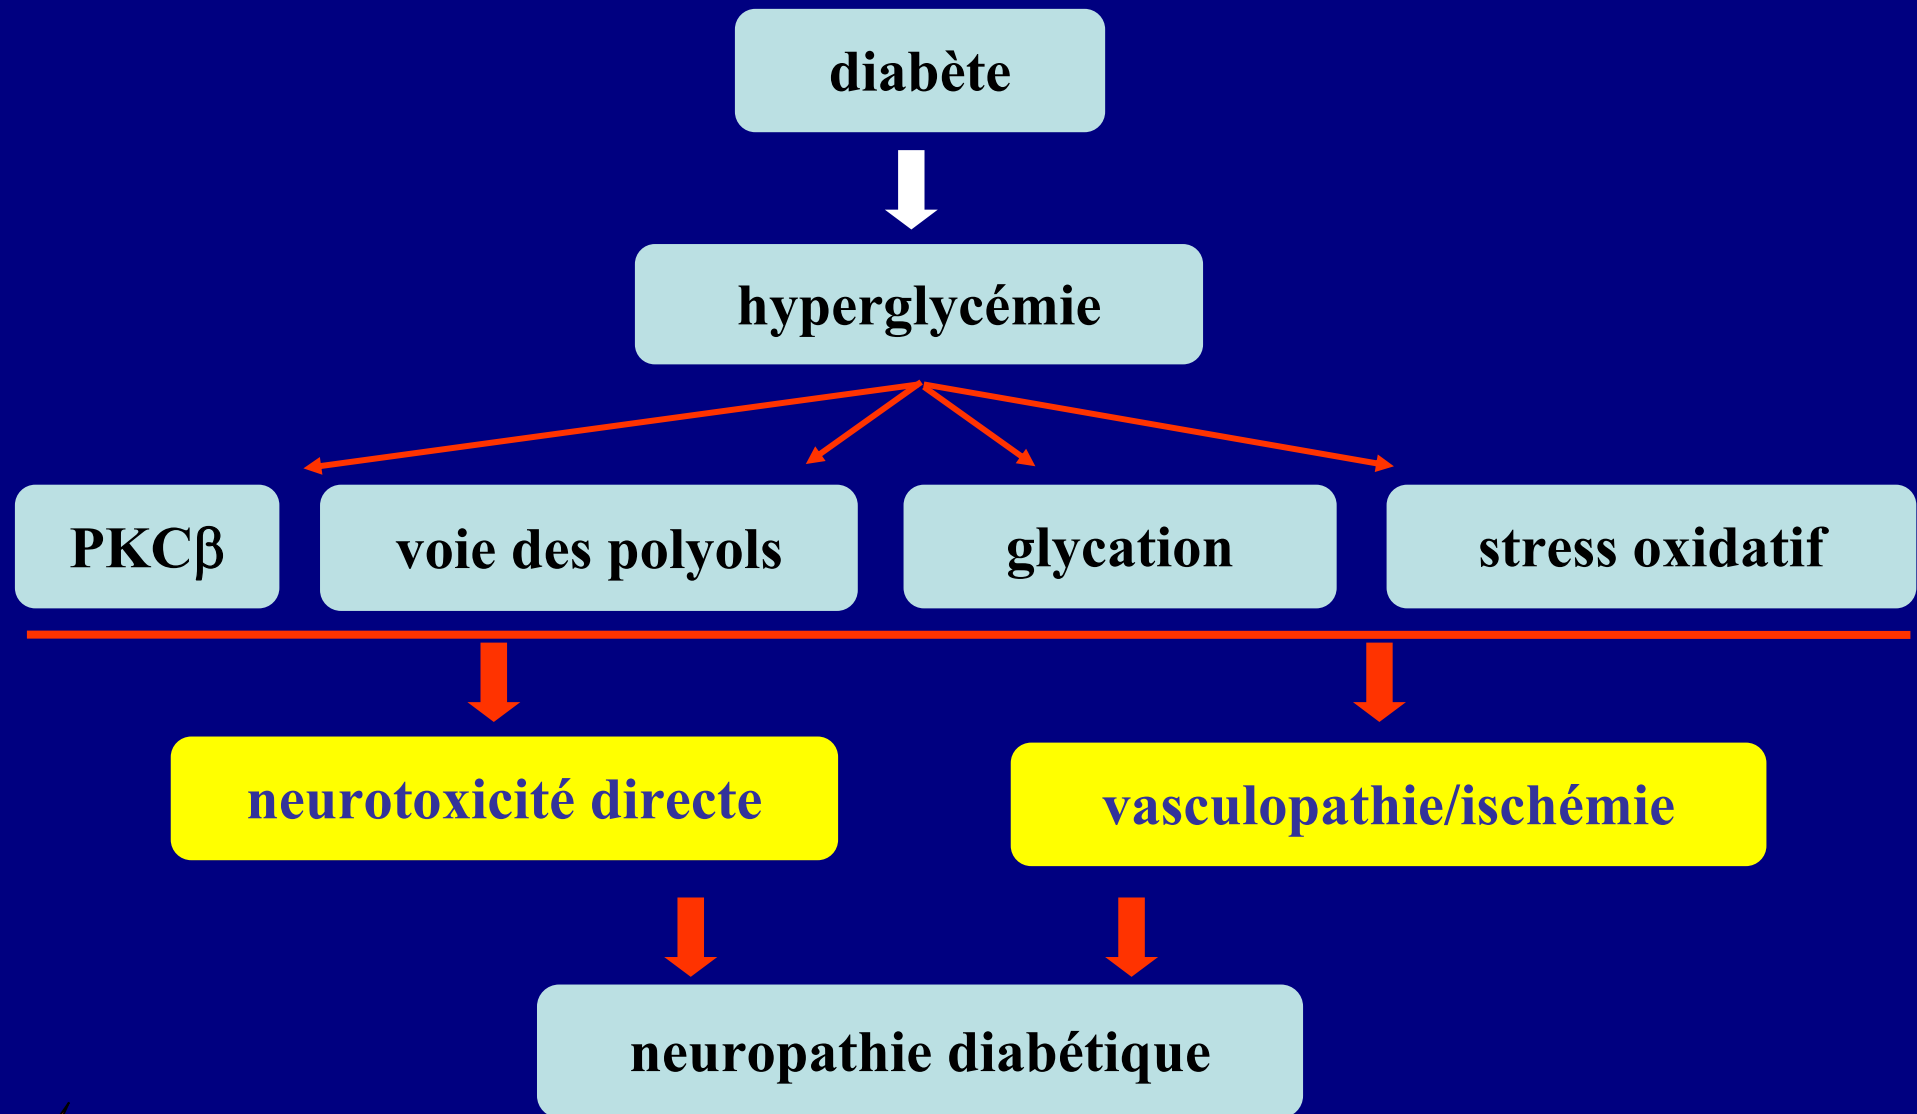 diabète
hyperglycémie
PKCβ
voie des polyols
glycation
stress oxidatif
neurotoxicité directe
vasculopathie/ischémie
neuropathie diabétique